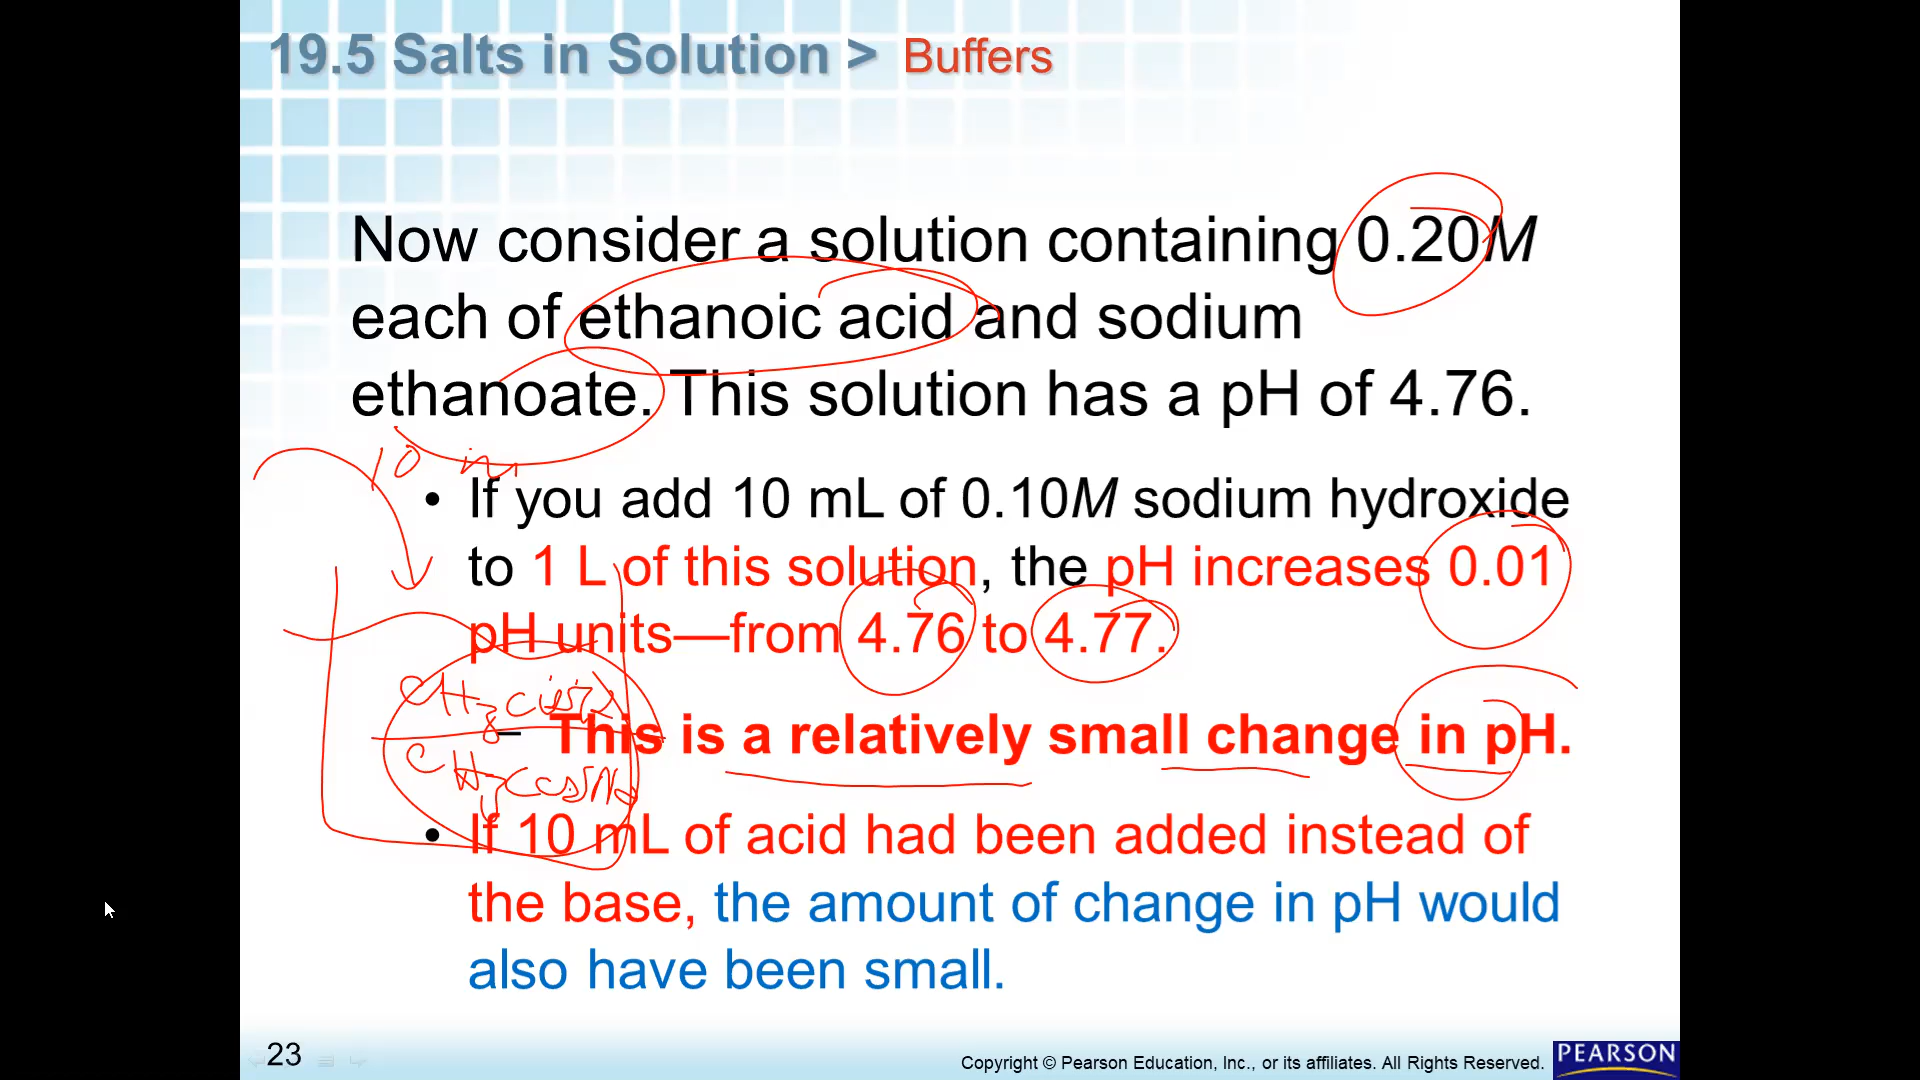 19.5 Salts in Solution > Buffers
Now consider a solution containing 0.20M
each of ethanoic acid and sodium
ethanoate. This solution has a pH of 4.76.
10 m
• If you add 10 mL of 0.10M sodium hydroxide
to 1 L of this solution, the pH increases 0.01
pH units—from 4.76 to 4.77.
– This is a relatively small change in pH.
• If 10 mL of acid had been added instead of
the base, the amount of change in pH would
also have been small.
23
Copyright © Pearson Education, Inc., or its affiliates. All Rights Reserved.
PEARSON